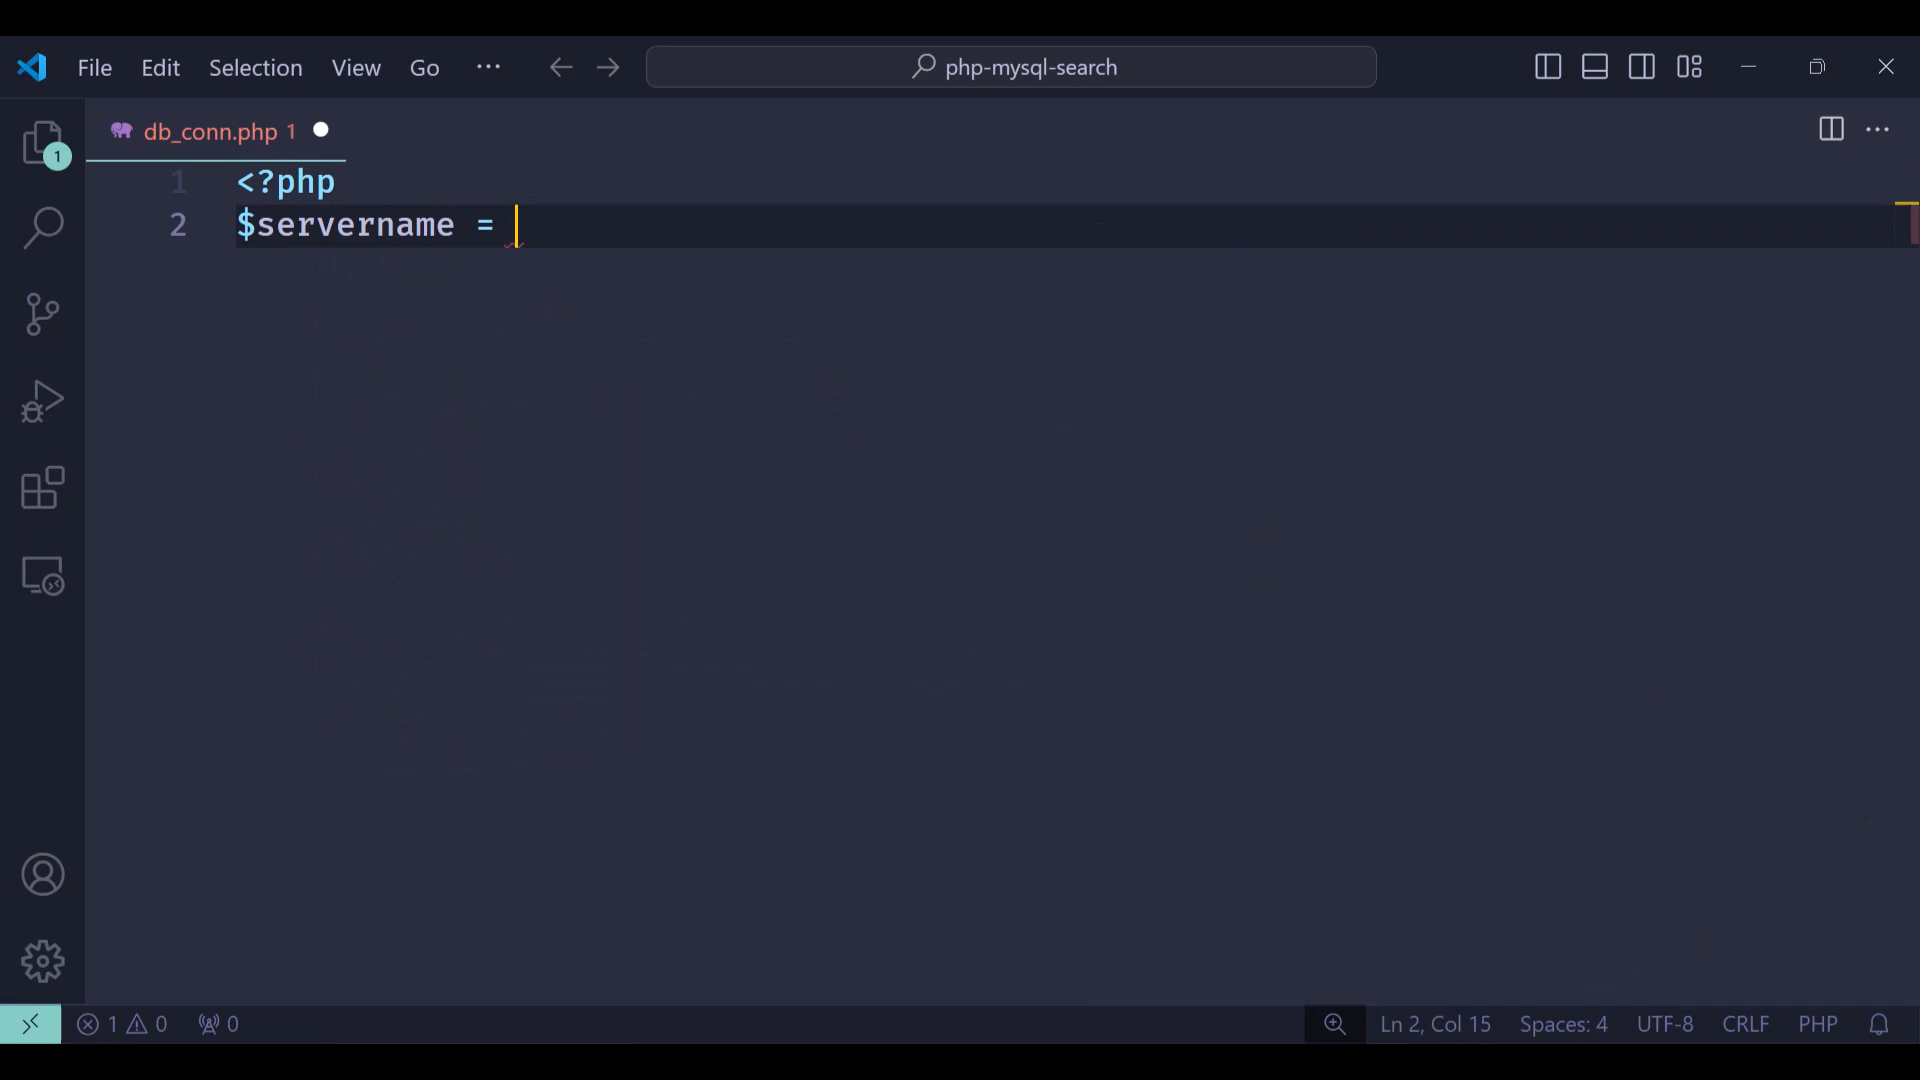 File Edit Selection View Go ··· php-mysql-search
1
db_conn.php 1
1 <?php
2 $servername =
1 0 0 Ln 2, Col 15 Spaces: 4 UTF-8 CRLF PHP